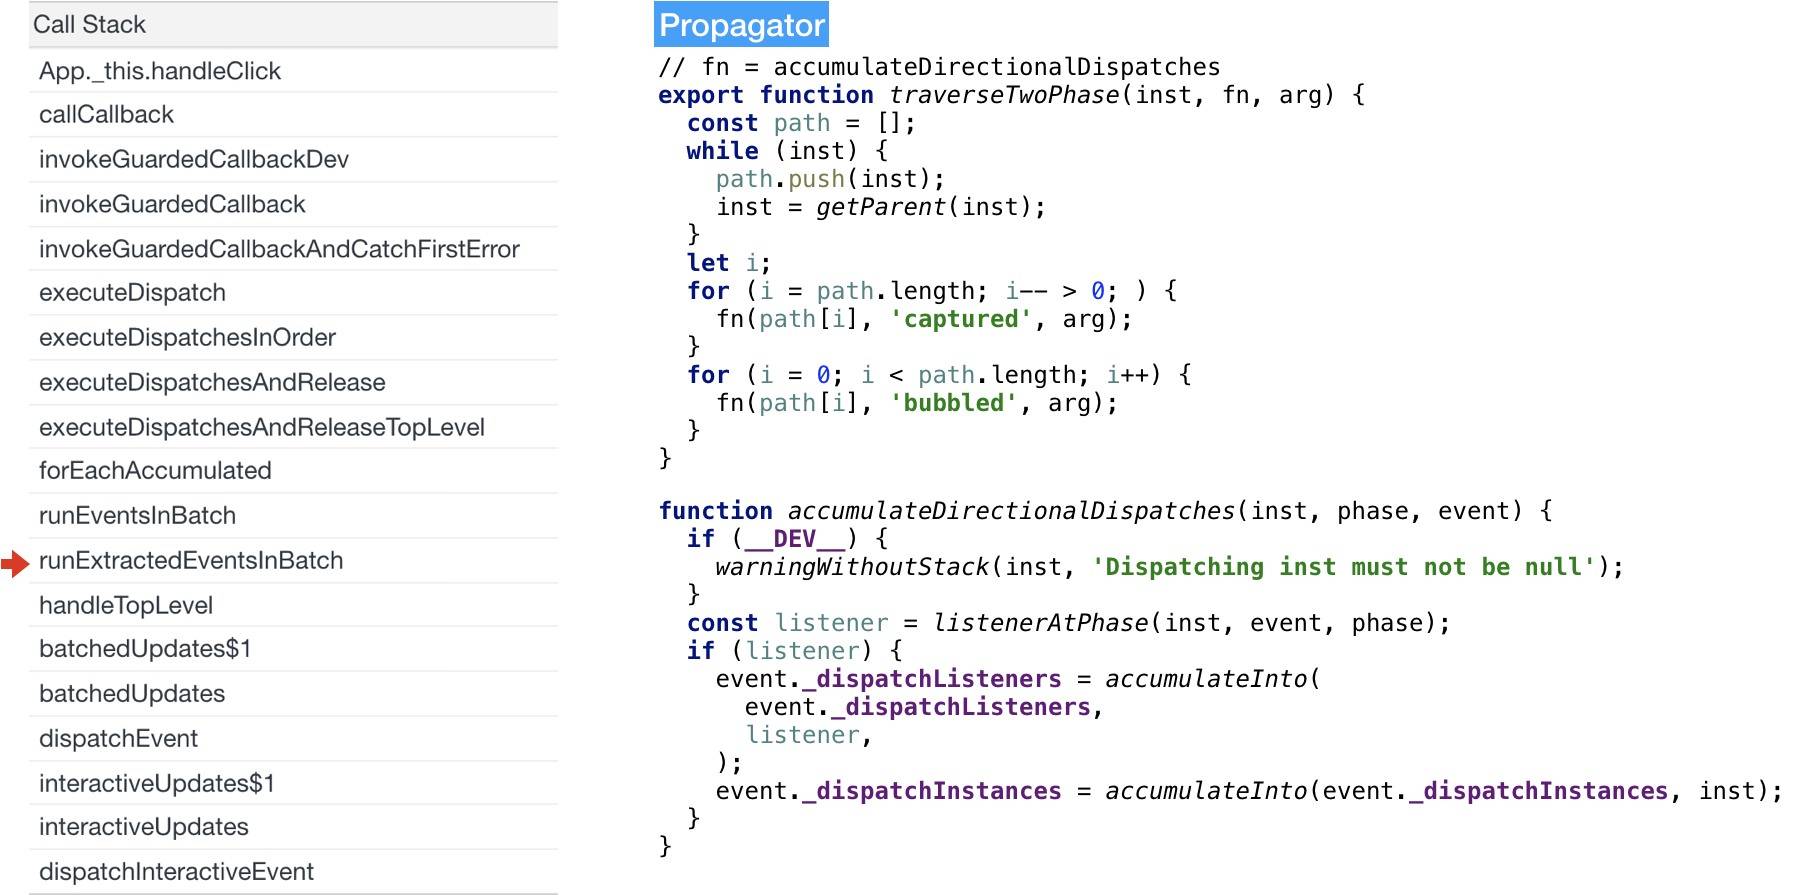 Call Stack
App._this.handleClick
callCallback
invokeGuardedCallbackDev
invokeGuardedCallback
invokeGuardedCallbackAndCatchFirstError
executeDispatch
executeDispatchesInOrder
executeDispatchesAndRelease
executeDispatchesAndReleaseTopLevel
forEachAccumulated
runEventsInBatch
runExtractedEventsInBatch
handleTopLevel
batchedUpdates$1
batchedUpdates
dispatchEvent
interactiveUpdates$1
interactiveUpdates
dispatchInteractiveEvent
Propagator
// fn = accumulateDirectionalDispatches
export function traverseTwoPhase(inst, fn, arg) {
  const path = [];
  while (inst) {
    path.push(inst);
    inst = getParent(inst);
  }
  let i;
  for (i = path.length; i-- > 0; ) {
    fn(path[i], 'captured', arg);
  }
  for (i = 0; i < path.length; i++) {
    fn(path[i], 'bubbled', arg);
  }
}
function accumulateDirectionalDispatches(inst, phase, event) {
  if (__DEV__) {
    warningWithoutStack(inst, 'Dispatching inst must not be null');
  }
  const listener = listenerAtPhase(inst, event, phase);
  if (listener) {
    event._dispatchListeners = accumulateInto(
      event._dispatchListeners,
      listener,
    );
    event._dispatchInstances = accumulateInto(event._dispatchInstances, inst);
  }
}